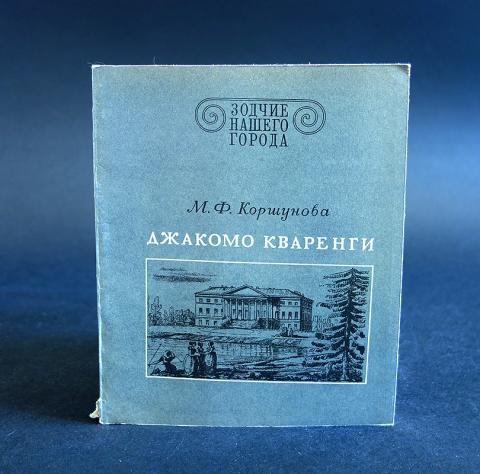 ЗОДЧИЕ
НАШЕГО
ГОРОДА
М. Ф. Коршунова
ДЖАКОМО КВАРЕНГИ